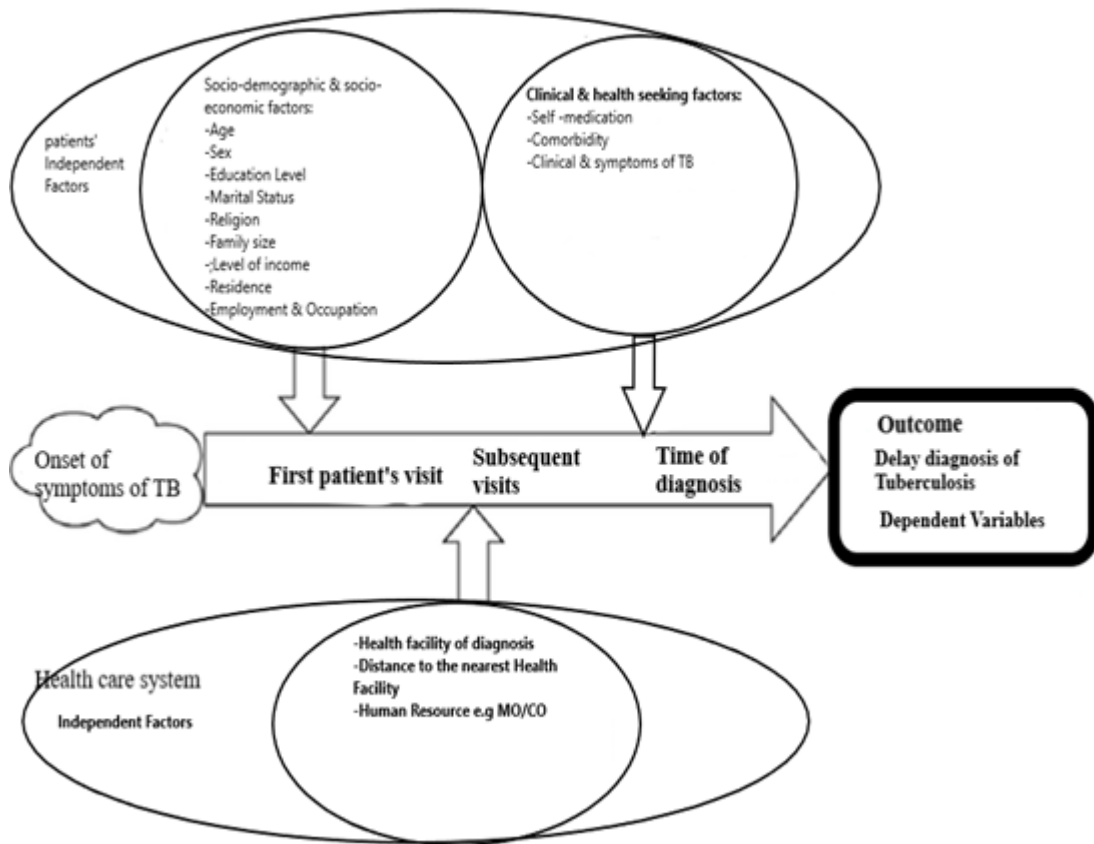 patients'
Independent
Factors
Socio-demographic & socio-
economic factors:
-Age
-Sex
-Education Level
-Marital Status
-Religion
-Family size
-;Level of income
-Residence
-Employment & Occupation
Clinical & health seeking factors:
-Self -medication
-Comorbidity
-Clinical & symptoms of TB
Onset of
symptoms of TB
First patient's visit
Subsequent
visits
Time of
diagnosis
Outcome
Delay diagnosis of
Tuberculosis
Dependent Variables
Health care system
Independent Factors
-Health facility of diagnosis
-Distance to the nearest Health
Facility
-Human Resource e.g MO/CO